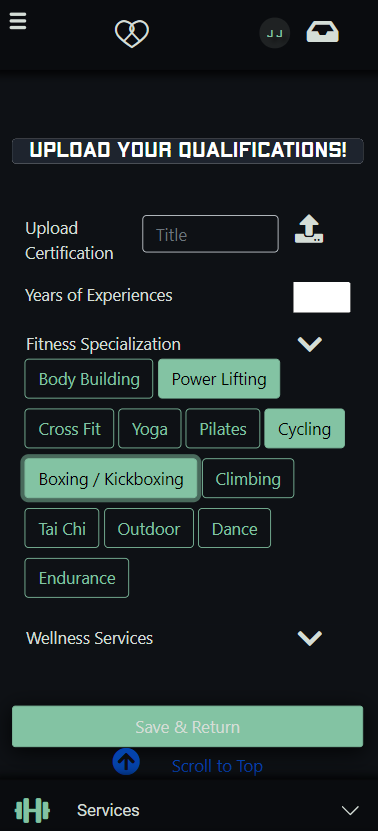 JJ
UPLOAD YOUR QUALIFICATIONS!
Upload
Certification
Title
Years of Experiences
Fitness Specialization
Body Building
Power Lifting
Cross Fit
Yoga
Pilates
Cycling
Boxing / Kickboxing
Climbing
Tai Chi
Outdoor
Dance
Endurance
Wellness Services
Save & Return
Scroll to Top
Services